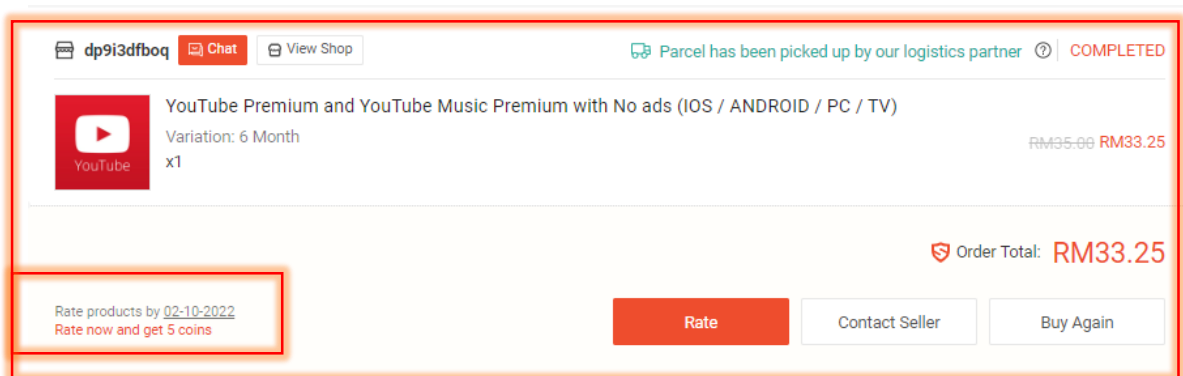 dp9i3dfboq Chat View Shop Parcel has been picked up by our logistics partner ? COMPLETED
YouTube Premium and YouTube Music Premium with No ads (IOS / ANDROID / PC / TV)
Variation: 6 Month
RM35.00 RM33.25
x1
YouTube
Order Total: RM33.25
Rate products by 02-10-2022
Rate now and get 5 coins
Rate Contact Seller Buy Again